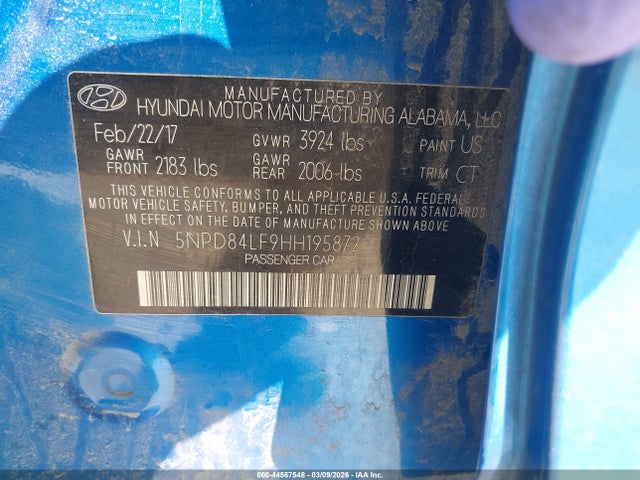 MANUFACTURED BY
HYUNDAI MOTOR MANUFACTURING ALABAMA, LLC
Feb/22/17 GVWR 3924 lbs PAINT US
GAWR FRONT 2183 lbs GAWR REAR 2006 lbs TRIM CT
THIS VEHICLE CONFORMS TO ALL APPLICABLE U.S.A. FEDERAL
MOTOR VEHICLE SAFETY, BUMPER, AND THEFT PREVENTION STANDARDS
IN EFFECT ON THE DATE OF MANUFACTURE SHOWN ABOVE.
V.I.N 5NPD84LF9HH195872
PASSENGER CAR
000-44567548 - 03/09/2026 - IAA Inc.